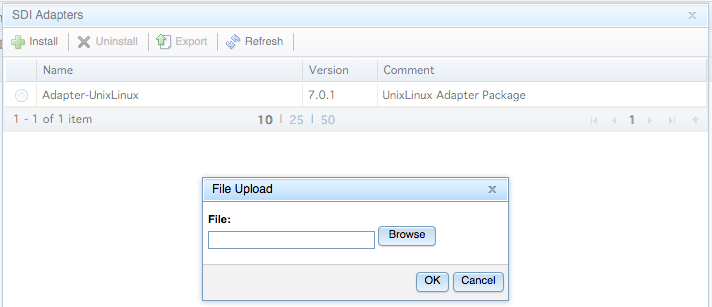 SDI Adapters
Install Uninstall Export Refresh
Name Version Comment
Adapter-UnixLinux 7.0.1 UnixLinux Adapter Package
1 - 1 of 1 item 10 | 25 | 50 1
File Upload
File:
Browse
OK Cancel